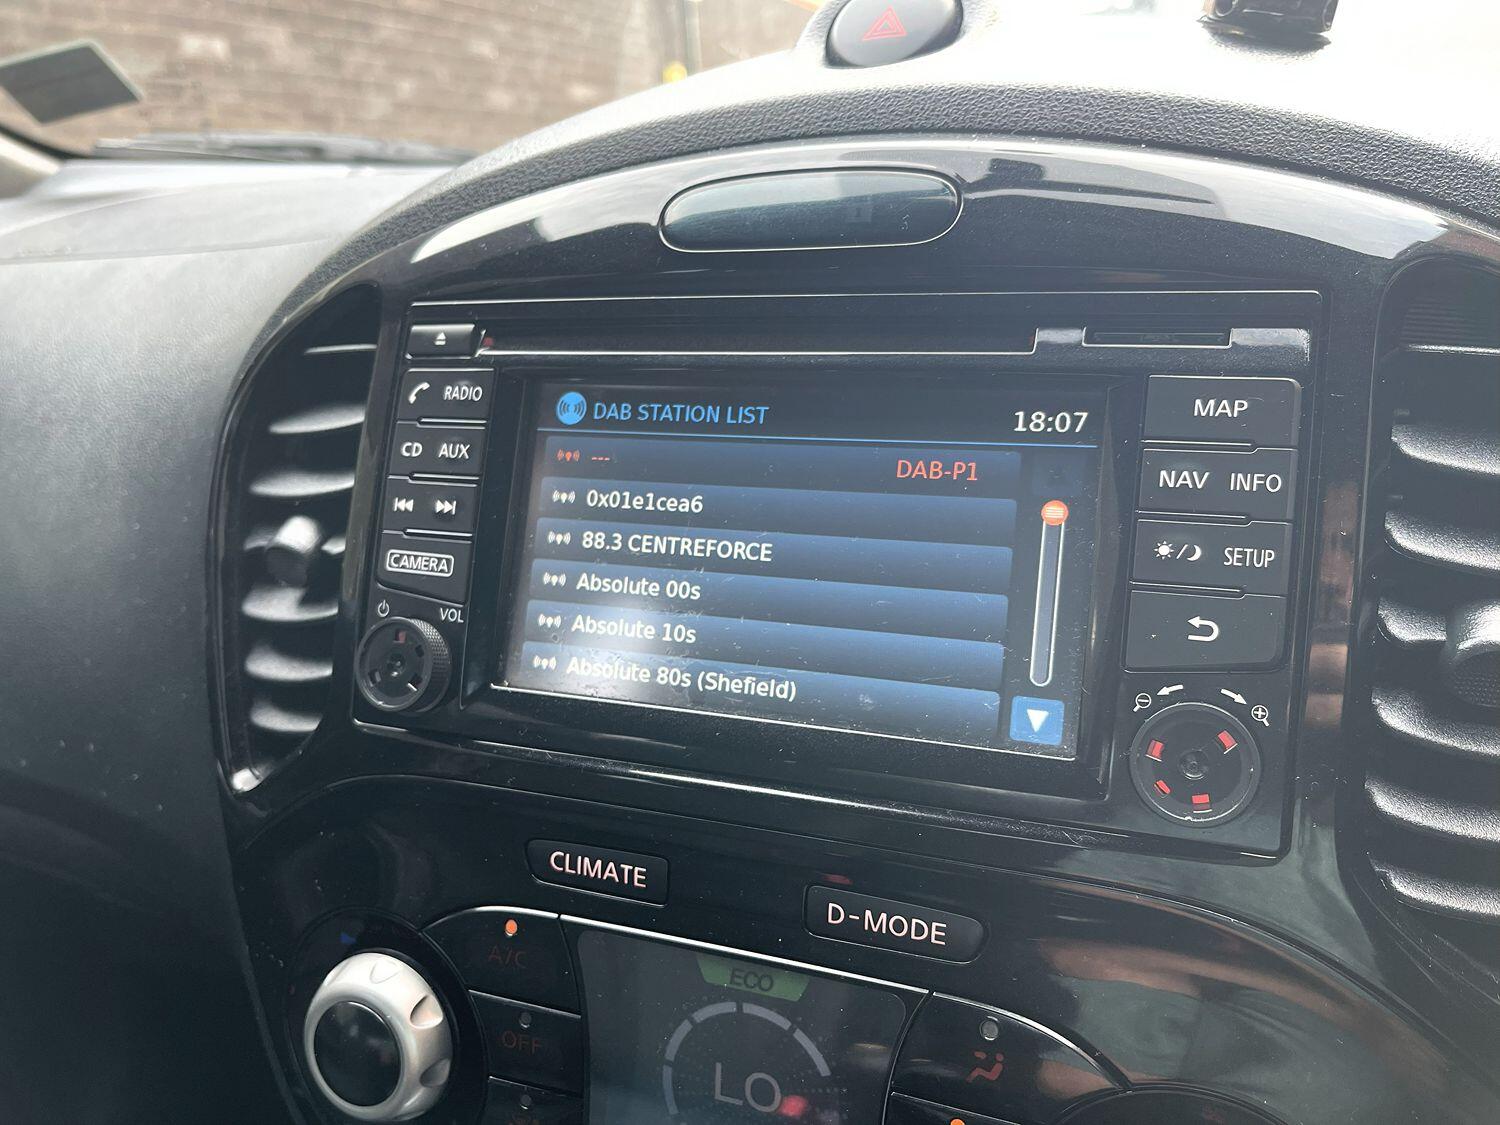 DAB STATION LIST 18:07
--- DAB-P1
0x01e1cea6
88.3 CENTREFORCE
Absolute 00s
Absolute 10s
Absolute 80s (Shefield)
RADIO
CD AUX
CAMERA
VOL
MAP
NAV INFO
SETUP
CLIMATE
D-MODE
A/C
OFF
ECO
LO